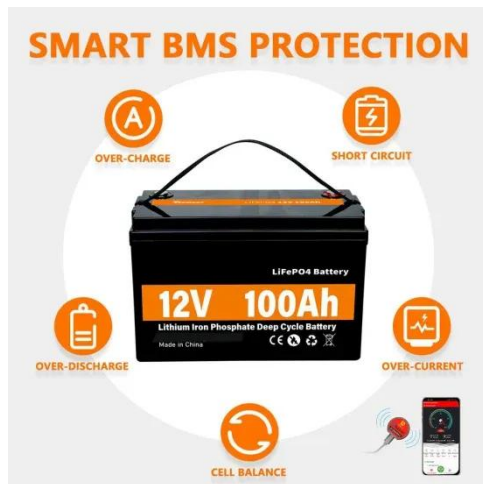 SMART BMS PROTECTION
OVER-CHARGE
SHORT CIRCUIT
LiFePO4 Battery
12V 100Ah
Lithium Iron Phosphate Deep Cycle Battery
Made in China
CE
OVER-DISCHARGE
OVER-CURRENT
CELL BALANCE